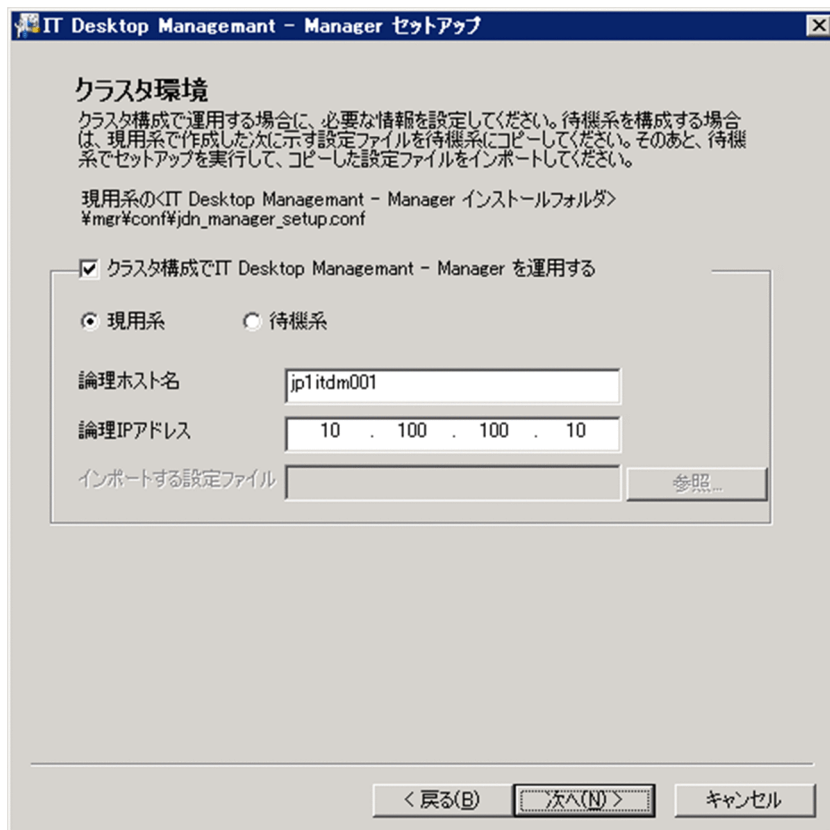 IT Desktop Managemant - Manager セットアップ
クラスタ環境
クラスタ構成で運用する場合に、必要な情報を設定してください。待機系を構成する場合
は、現用系で作成した次に示す設定ファイルを待機系にコピーしてください。そのあと、待機
系でセットアップを実行して、コピーした設定ファイルをインポートしてください。
現用系の<IT Desktop Managemant - Manager インストールフォルダ>
¥mgr¥conf¥jdn_manager_setup.conf
クラスタ構成でIT Desktop Managemant - Manager を運用する
現用系 待機系
論理ホスト名 jp1itdm001
論理IPアドレス 10 . 100 . 100 . 10
インポートする設定ファイル 参照...
< 戻る(B) 次へ(N) > キャンセル